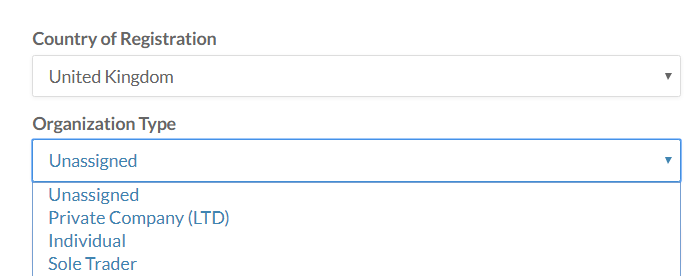 Country of Registration
United Kingdom
Organization Type
Unassigned
Unassigned
Private Company (LTD)
Individual
Sole Trader